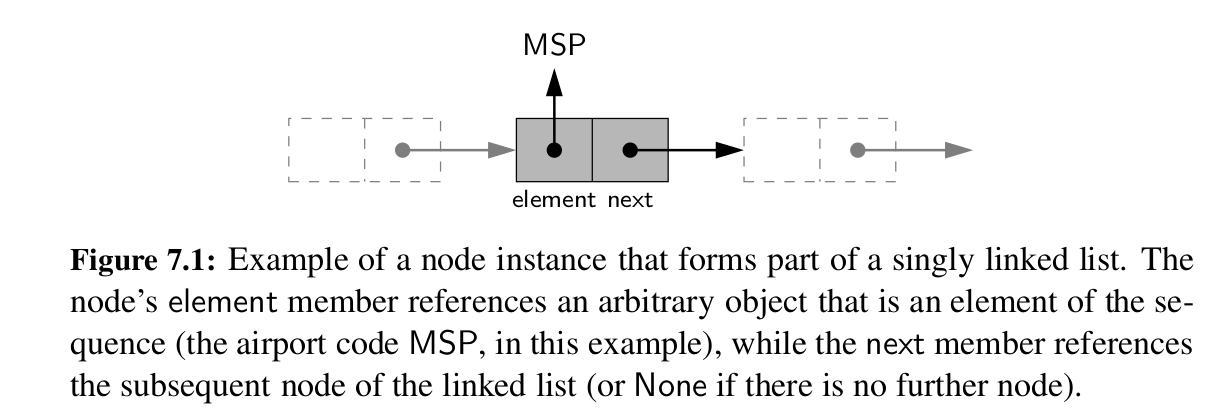 MSP
element next
Figure 7.1: Example of a node instance that forms part of a singly linked list. The
node's element member references an arbitrary object that is an element of the se-
quence (the airport code MSP, in this example), while the next member references
the subsequent node of the linked list (or None if there is no further node).